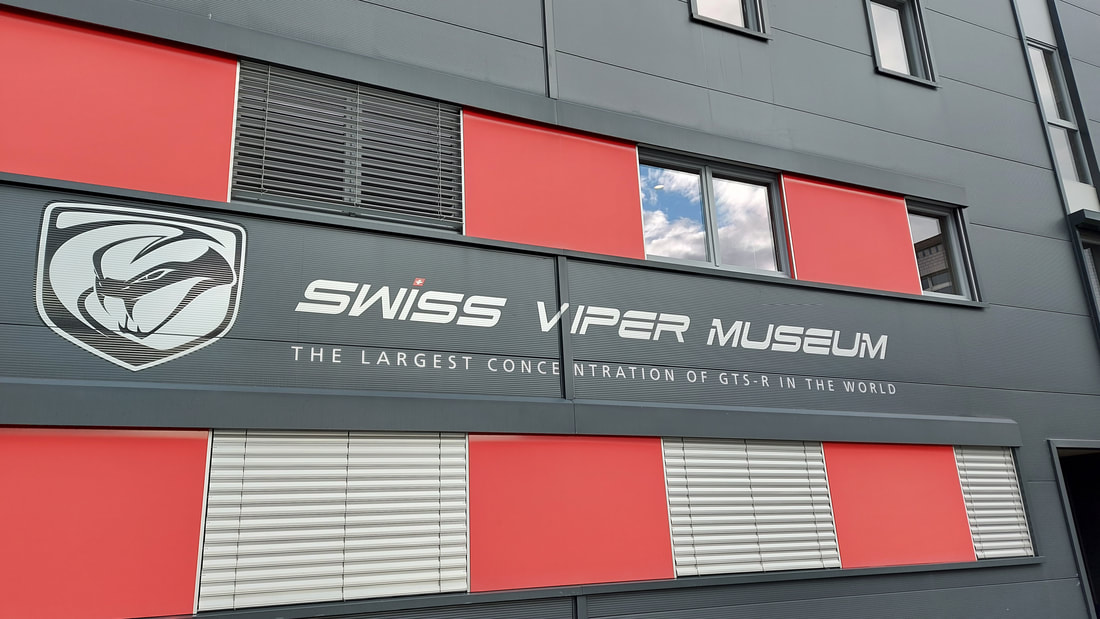 SWiSS VIPER MUSEUM
THE LARGEST CONCENTRATION OF GTS-R IN THE WORLD